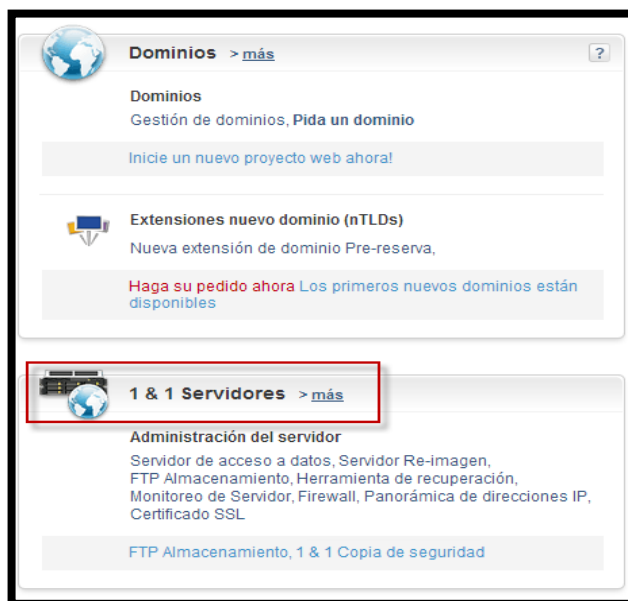 Dominios > más ?
Dominios
Gestión de dominios, Pida un dominio
Inicie un nuevo proyecto web ahora!
Extensiones nuevo dominio (nTLDs)
Nueva extensión de dominio Pre-reserva,
Haga su pedido ahora Los primeros nuevos dominios están
disponibles
1 & 1 Servidores > más
Administración del servidor
Servidor de acceso a datos, Servidor Re-imagen,
FTP Almacenamiento, Herramienta de recuperación,
Monitoreo de Servidor, Firewall, Panorámica de direcciones IP,
Certificado SSL
FTP Almacenamiento, 1 & 1 Copia de seguridad